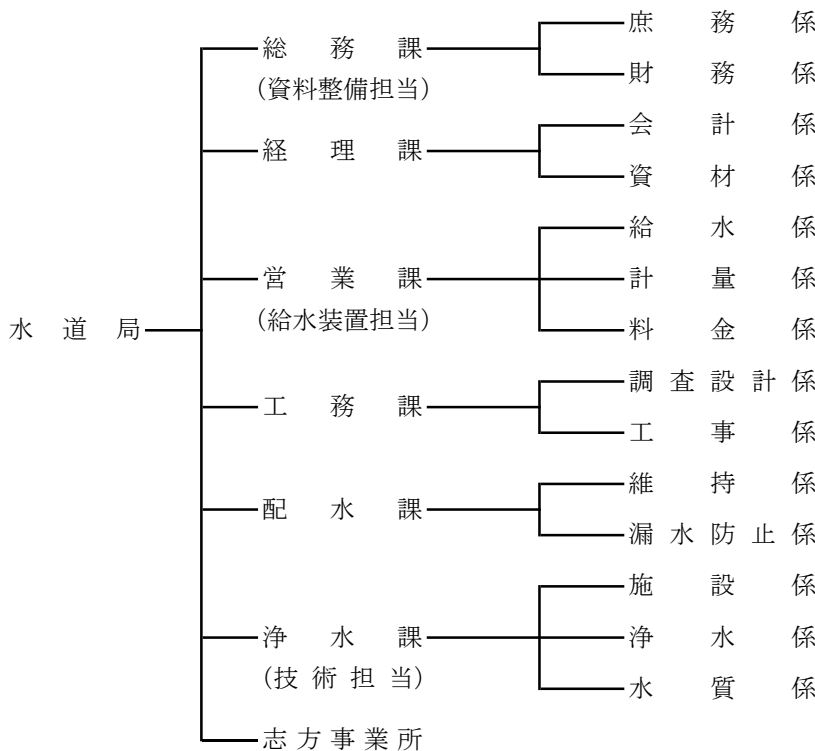 水道局
総務課
(資料整備担当)
庶務係
財務係
経理課
会計係
資材係
営業課
(給水装置担当)
給水係
計量係
料金係
工務課
調査設計係
工事係
配水課
維持係
漏水防止係
浄水課
(技術担当)
施設係
浄水係
水質係
志方事業所